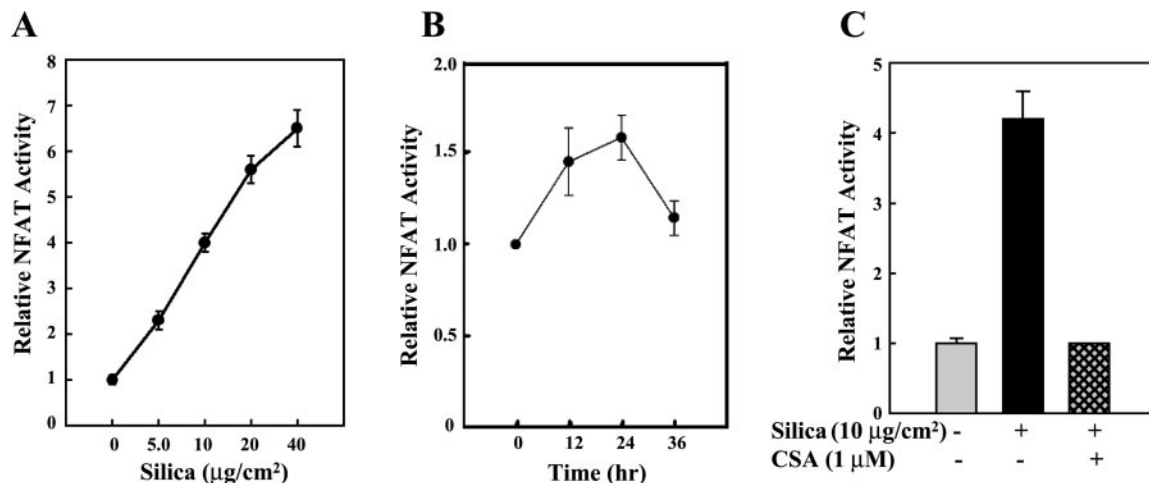 A
Relative NFAT Activity
8
7
6
5
4
3
2
1
0
0 5.0 10 20 40
Silica (μg/cm²)
B
Relative NFAT Activity
2.0
1.5
1.0
0.5
0
0 12 24 36
Time (hr)
C
Relative NFAT Activity
5
4
3
2
1
0
Silica (10 μg/cm²) - + +
CSA (1 μM) - - +